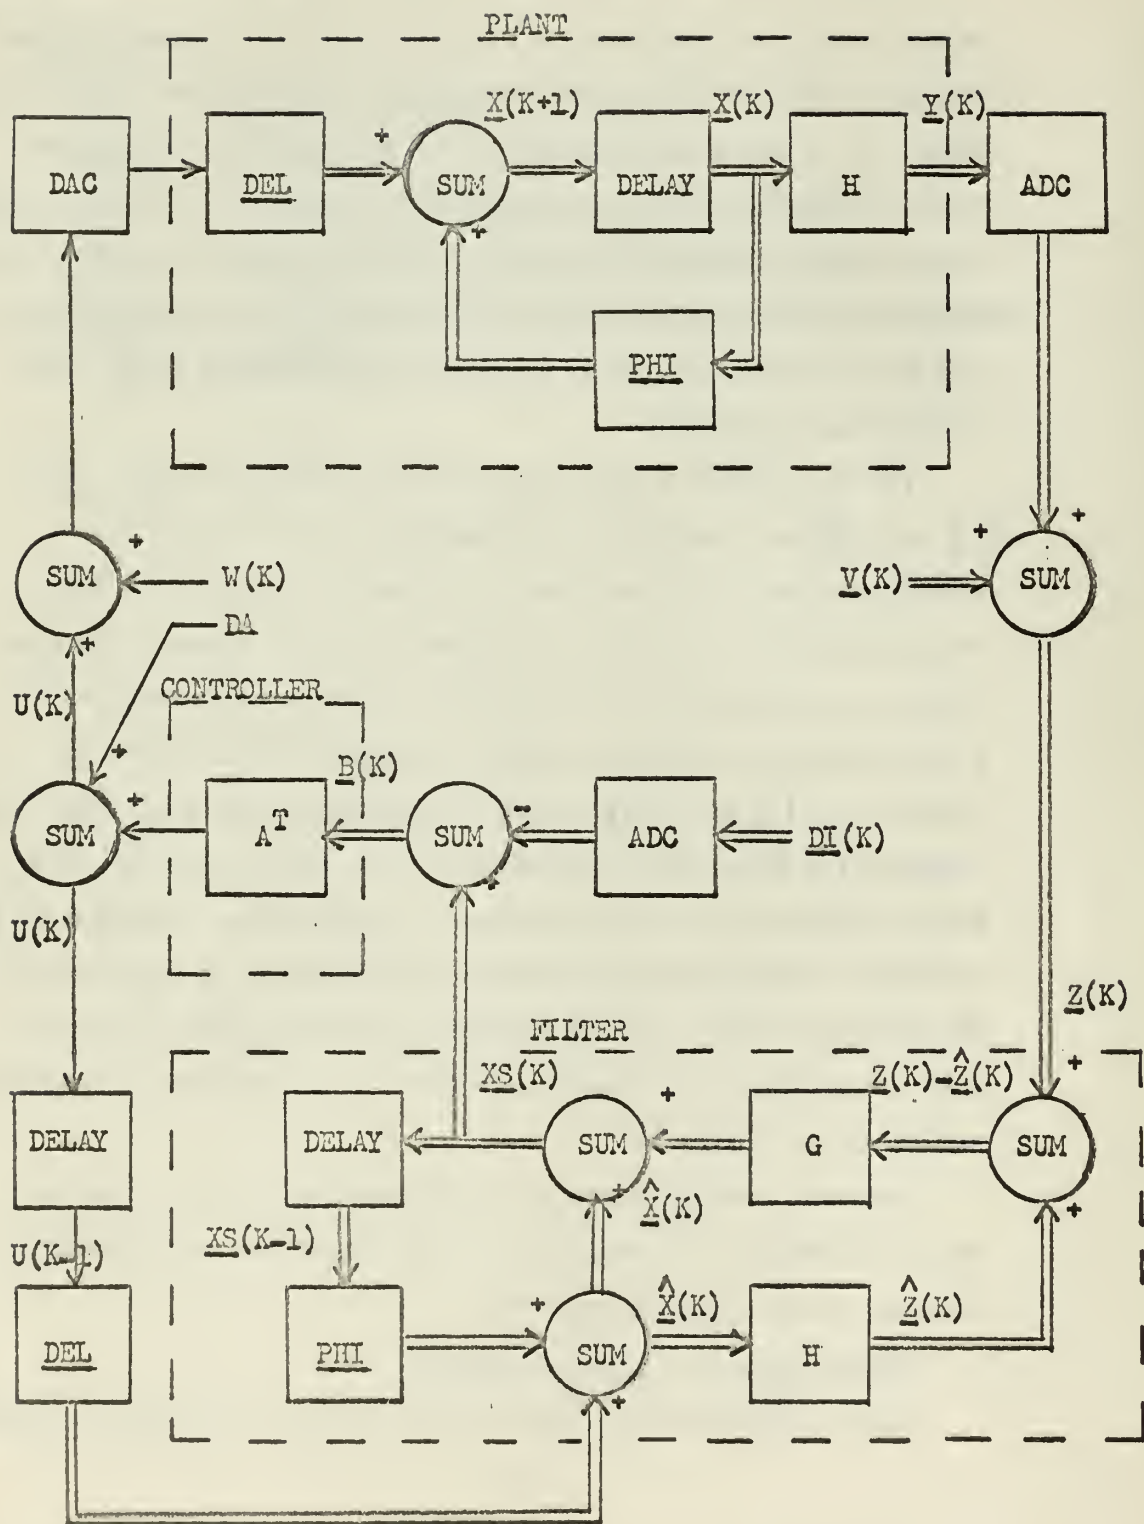 PLANT
X(K+1)
X(K)
Y(K)
+
DAC
DEL
SUM
DELAY
H
ADC
+
PHI
+
+
+
SUM
W(K)
V(K)
SUM
DA
+
CONTROLLER
U(K)
+
B(K)
+
-
SUM
A^T
SUM
ADC
DI(K)
+
U(K)
Z(K)
FILTER
XS(K)
Z(K)-Ẑ(K)
+
+
DELAY
DELAY
SUM
G
SUM
+
X̂(K)
+
XS(K-1)
U(K-1)
+
X̂(K)
Ẑ(K)
DEL
PHI
SUM
H
+